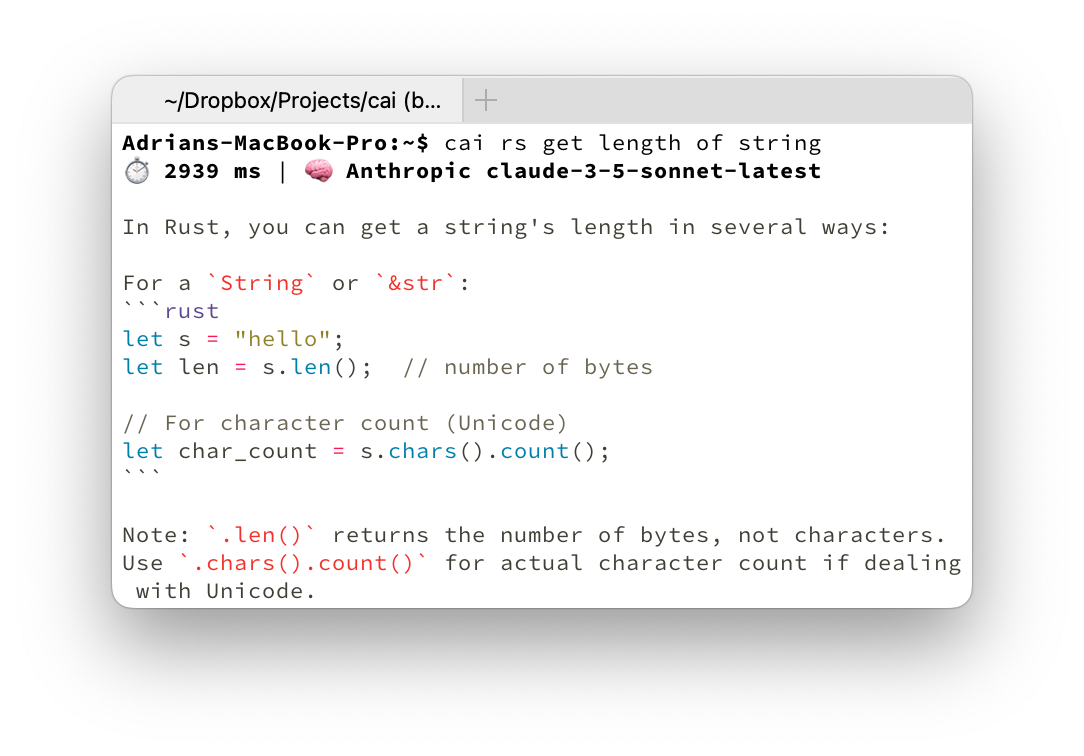 ~/Dropbox/Projects/cai (b...
Adrians-MacBook-Pro:~$ cai rs get length of string
⏱️ 2939 ms | 🧠 Anthropic claude-3-5-sonnet-latest

In Rust, you can get a string's length in several ways:

For a `String` or `&str`:
```rust
let s = "hello";
let len = s.len();  // number of bytes

// For character count (Unicode)
let char_count = s.chars().count();
```

Note: `.len()` returns the number of bytes, not characters.
Use `.chars().count()` for actual character count if dealing
 with Unicode.